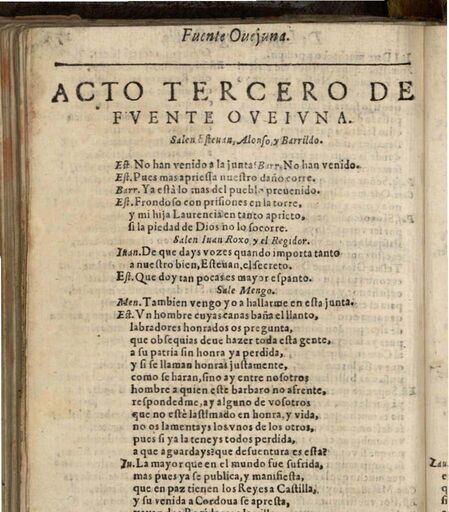 Fuente Ouejuna.
ACTO TERCERO DE
FVENTE OVEIVNA.
Salen Esteuan, Alonso, y Barrildo.
Est. No han venido a la junta? Barr. No han venido.
Est. Pues mas apriessa nuestro daño corre.
Barr. Ya està lo mas del pueblo preuenido.
Est. Frondoso con prisiones en la torre,
y mi hija Laurencia en tanto aprieto,
si la piedad de Dios no lo socorre.
Salen Iuan Roxo, y el Regidor.
Iuan. De que days vozes quando importa tanto
a nuestro bien, Esteuan, el secreto.
Est. Que doy tan pocas es mayor espanto.
Sale Mengo.
Men. Tambien vengo yo a hallarme en esta junta.
Est. Vn hombre cuyas canas baña el llanto,
labradores honrados os pregunta,
que obsequias deue hazer toda esta gente,
a su patria sin honra ya perdida,
y si se llaman honras justamente,
como se haran, sino ay entre nosotros
hombre a quien este barbaro no afrente,
respondedme, ay alguno de vosotros
que no estè lastimado en honra, y vida,
no os lamentays los vnos de los otros,
pues si ya la teneys todos perdida,
a que aguardays? que desuentura es esta?
Iu. La mayor que en el mundo fue sufrida,
mas pues ya se publica, y manifiesta,
que en paz tienen los Reyes a Castilla,
y su venida a Cordoua se apresta,